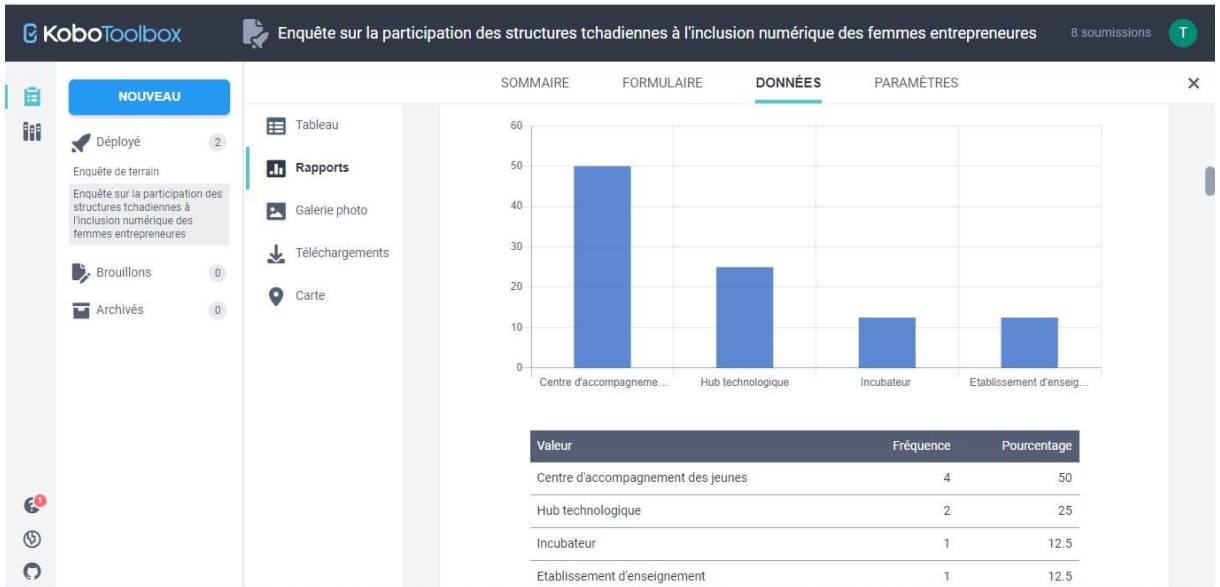 KoboToolbox
Enquête sur la participation des structures tchadiennes à l'inclusion numérique des femmes entrepreneures
8 soumissions
T
NOUVEAU
Déployé 2
Enquête de terrain
Enquête sur la participation des
structures tchadiennes à
l'inclusion numérique des
femmes entrepreneures
Brouillons 0
Archivés 0
1
SOMMAIRE FORMULAIRE DONNÉES PARAMÈTRES
Tableau
Rapports
Galerie photo
Téléchargements
Carte
60
50
40
30
20
10
0
Centre d'accompagneme... Hub technologique Incubateur Etablissement d'enseig...
Valeur Fréquence Pourcentage
Centre d'accompagnement des jeunes 4 50
Hub technologique 2 25
Incubateur 1 12.5
Etablissement d'enseignement 1 12.5